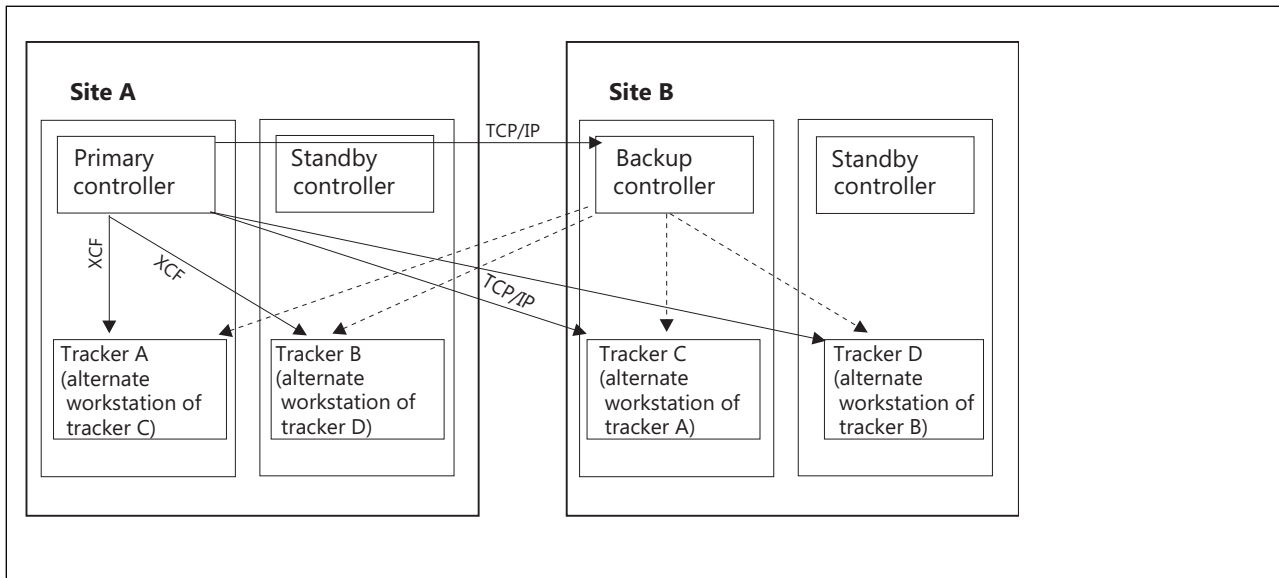 Site A
Primary
controller
Standby
controller
TCP/IP
Site B
Backup
controller
Standby
controller
XCF
XCF
TCP/IP
Tracker A
(alternate
workstation of
tracker C)
Tracker B
(alternate
workstation of
tracker D)
Tracker C
(alternate
workstation of
tracker A)
Tracker D
(alternate
workstation of
tracker B)